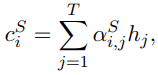 c_i^S = \sum_{j=1}^{T} \alpha_{i,j}^S h_j,